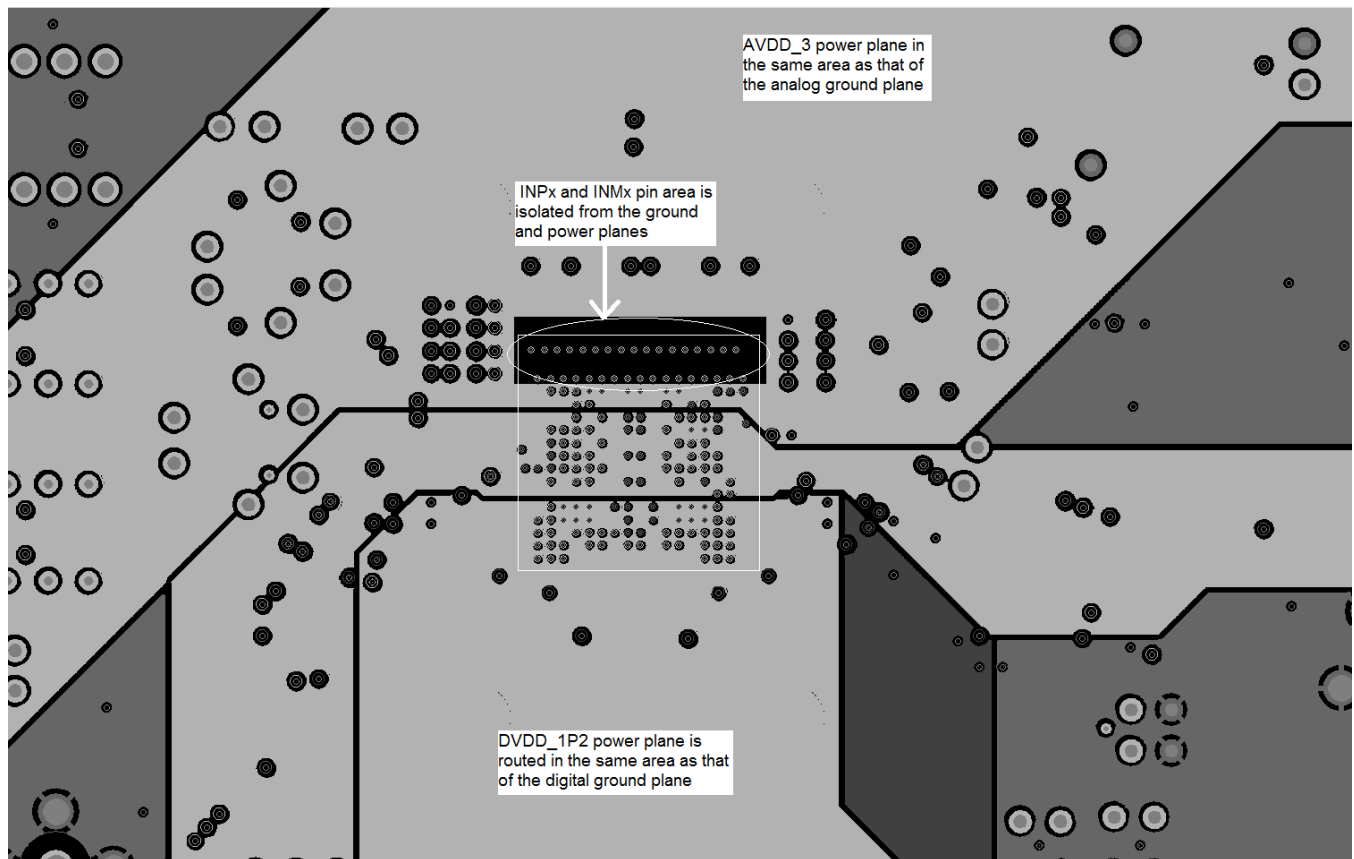 AVDD_3 power plane in
the same area as that of
the analog ground plane
INPx and INMx pin area is
isolated from the ground
and power planes
DVDD_1P2 power plane is
routed in the same area as that
of the digital ground plane